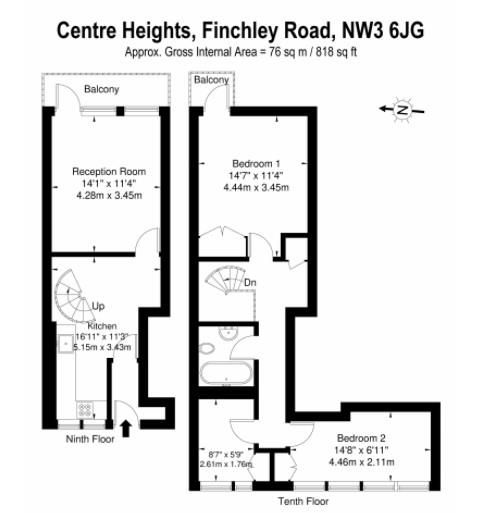 Centre Heights, Finchley Road, NW3 6JG
Approx. Gross Internal Area = 76 sq m / 818 sq ft
Balcony
Reception Room
14'1" x 11'4"
4.28m x 3.45m
Up
Kitchen
16'11" x 11'3"
5.15m x 3.43m
Ninth Floor
Balcony
N
Bedroom 1
14'7" x 11'4"
4.44m x 3.45m
Dn
8'7" x 5'9"
2.61m x 1.76m
Bedroom 2
14'8" x 6'11"
4.46m x 2.11m
Tenth Floor